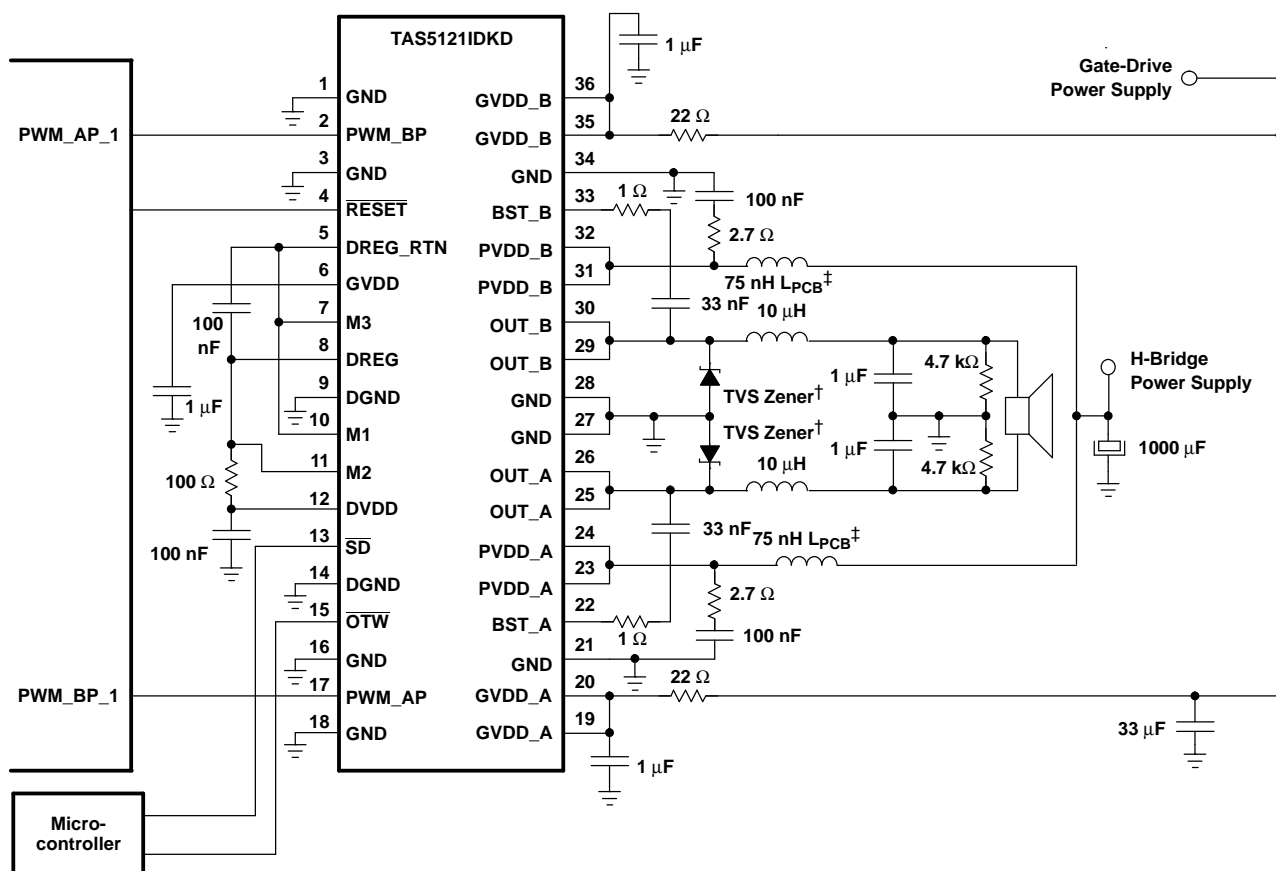 TAS5121IDKD
1 µF
Gate-Drive
Power Supply
1
GND
GVDD_B
36
PWM_AP_1
2
PWM_BP
GVDD_B
35
22 Ω
3
GND
GND
34
4
RESET
BST_B
33
1 Ω
100 nF
2.7 Ω
5
DREG_RTN
PVDD_B
32
6
GVDD
PVDD_B
31
75 nH LPCB‡
33 nF
100
nF
7
M3
OUT_B
30
10 µH
8
DREG
OUT_B
29
4.7 kΩ
H-Bridge
Power Supply
1 µF
TVS Zener†
1 µF
9
DGND
GND
28
10
M1
GND
27
TVS Zener†
1 µF
4.7 kΩ
1000 µF
11
M2
OUT_A
26
10 µH
100 Ω
12
DVDD
OUT_A
25
33 nF
75 nH LPCB‡
100 nF
13
SD
PVDD_A
24
14
DGND
PVDD_A
23
2.7 Ω
15
OTW
BST_A
22
1 Ω
100 nF
16
GND
GND
21
PWM_BP_1
17
PWM_AP
GVDD_A
20
22 Ω
18
GND
GVDD_A
19
33 µF
1 µF
Micro-
controller